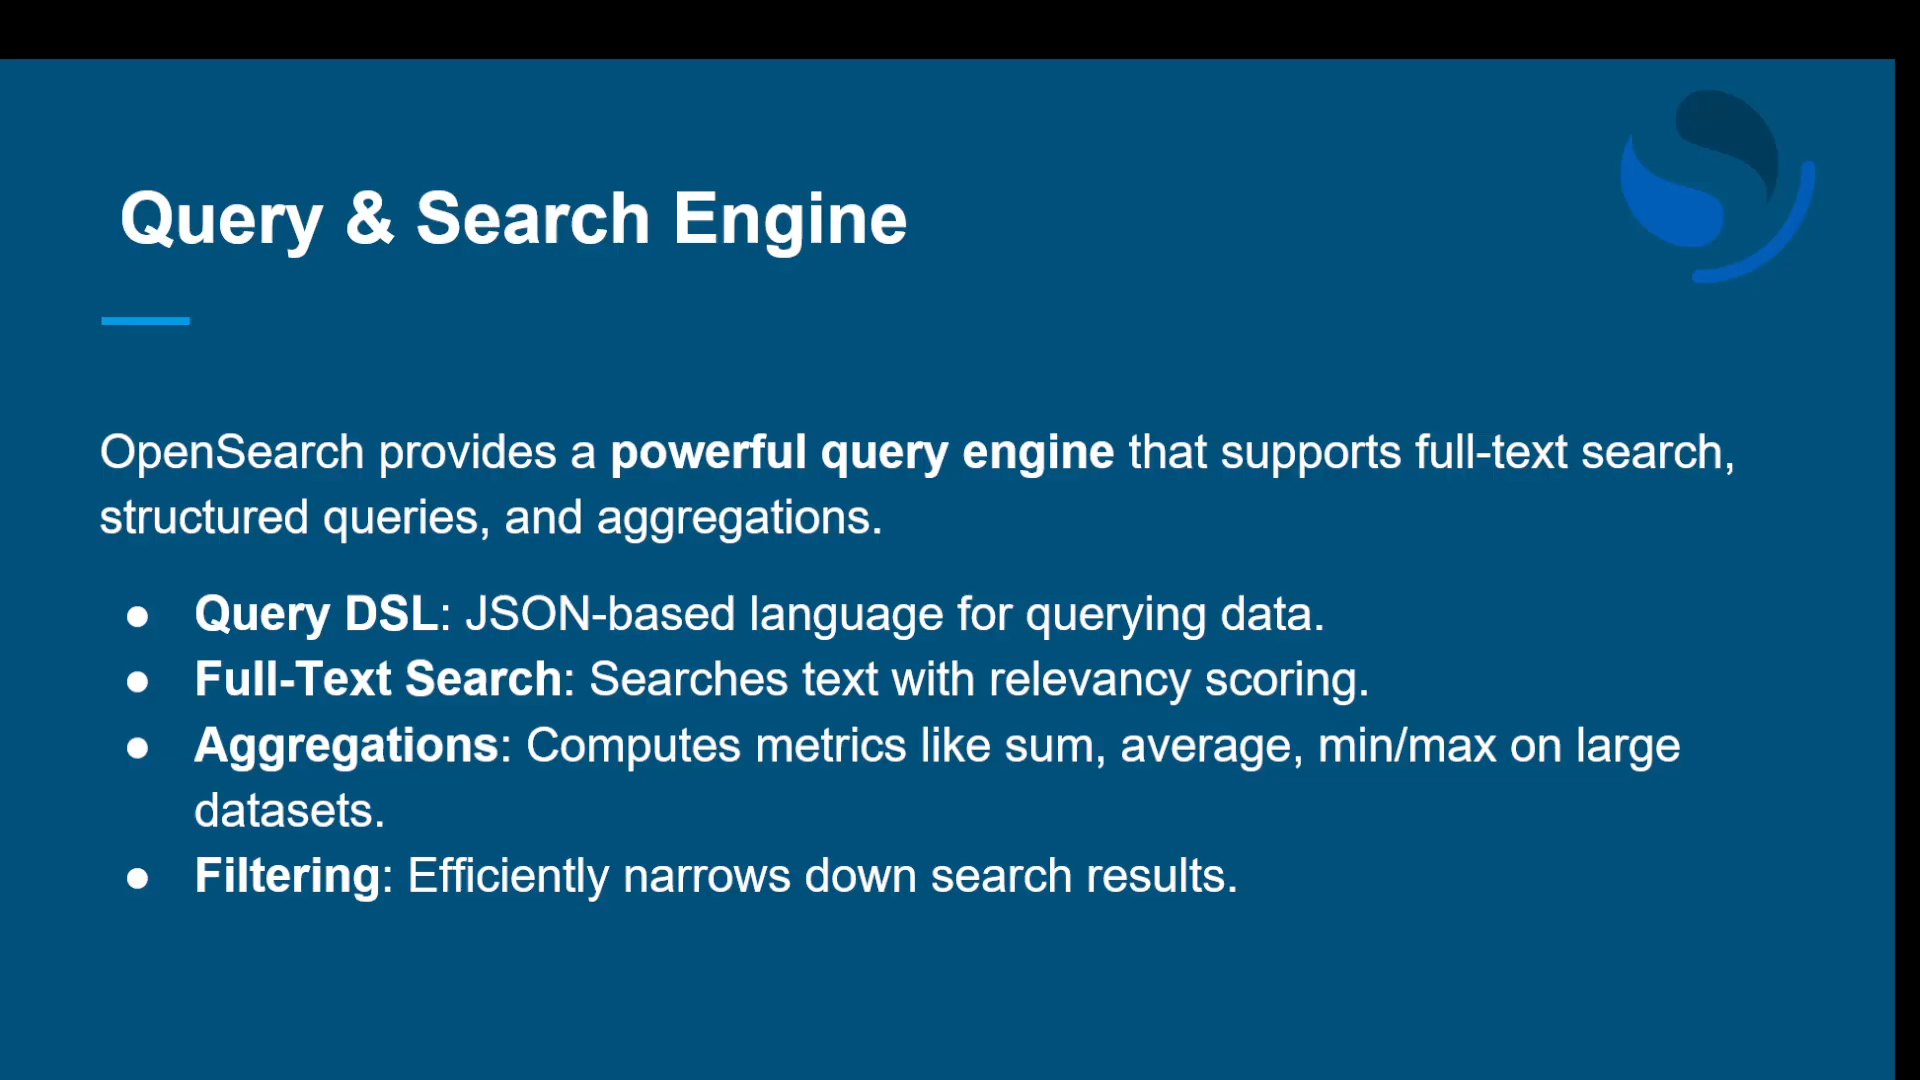 Query & Search Engine
OpenSearch provides a powerful query engine that supports full-text search,
structured queries, and aggregations.
● Query DSL: JSON-based language for querying data.
● Full-Text Search: Searches text with relevancy scoring.
● Aggregations: Computes metrics like sum, average, min/max on large
datasets.
● Filtering: Efficiently narrows down search results.